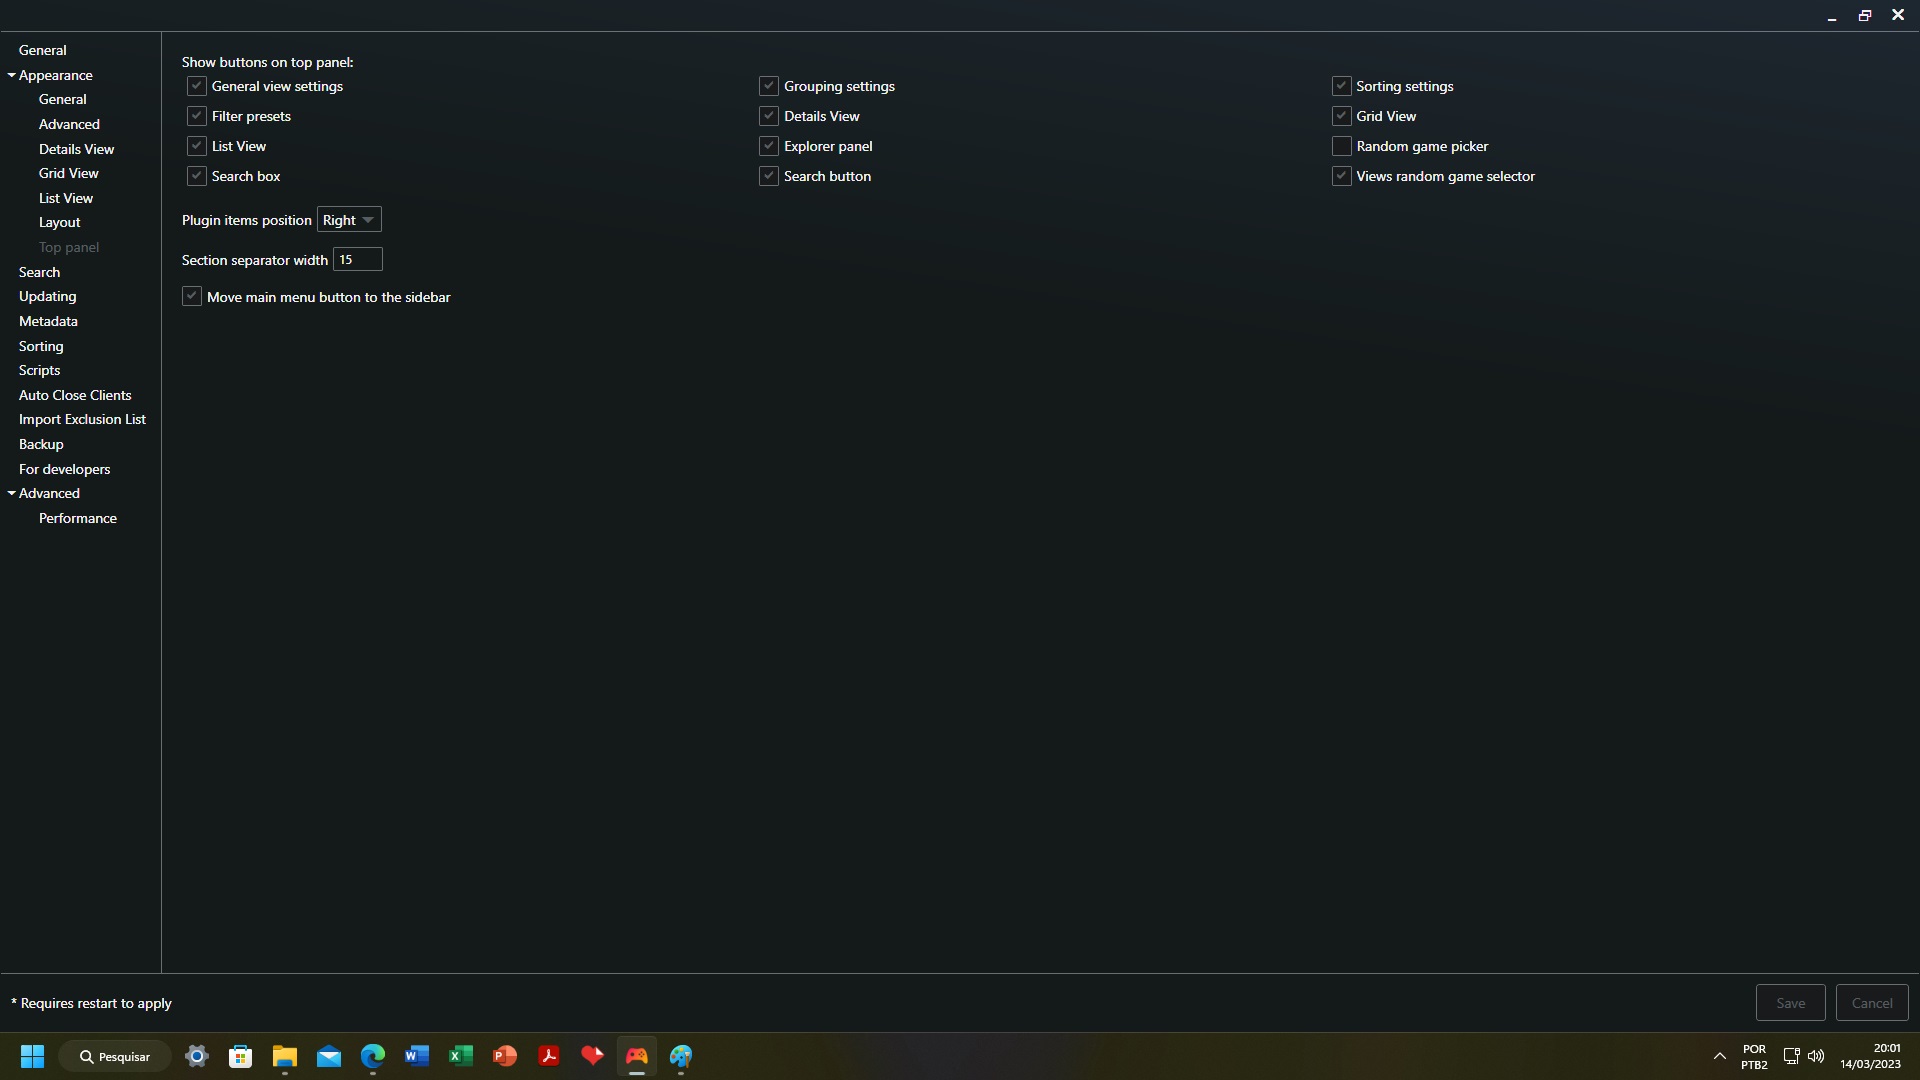 General
Appearance
General
Advanced
Details View
Grid View
List View
Layout
Top panel
Search
Updating
Metadata
Sorting
Scripts
Auto Close Clients
Import Exclusion List
Backup
For developers
Advanced
Performance
Show buttons on top panel:
General view settings
Grouping settings
Sorting settings
Filter presets
Details View
Grid View
List View
Explorer panel
Random game picker
Search box
Search button
Views random game selector
Plugin items position Right
Section separator width 15
Move main menu button to the sidebar
* Requires restart to apply
Save
Cancel
Pesquisar
POR
PTB2
20:01
14/03/2023